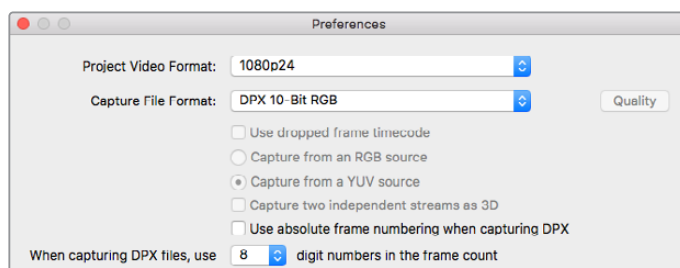 Preferences
Project Video Format: 1080p24
Capture File Format: DPX 10-Bit RGB Quality
Use dropped frame timecode
Capture from an RGB source
Capture from a YUV source
Capture two independent streams as 3D
Use absolute frame numbering when capturing DPX
When capturing DPX files, use 8 digit numbers in the frame count